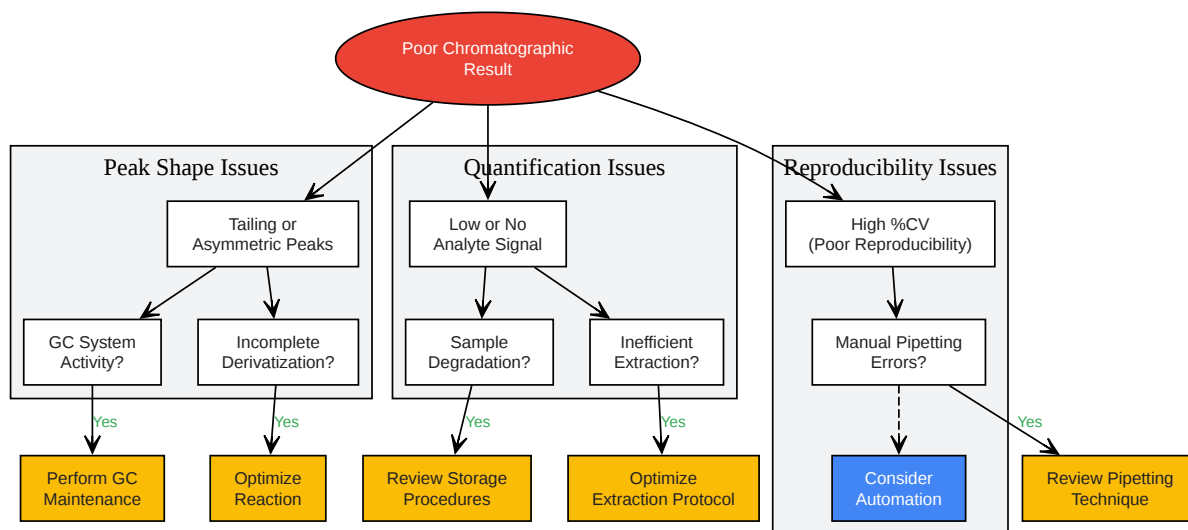 Poor Chromatographic
Result
Peak Shape Issues
Quantification Issues
Reproducibility Issues
Tailing or
Asymmetric Peaks
Low or No
Analyte Signal
High %CV
(Poor Reproducibility)
GC System
Activity?
Incomplete
Derivatization?
Sample
Degradation?
Inefficient
Extraction?
Manual Pipetting
Errors?
Yes
Yes
Yes
Yes
Yes
Perform GC
Maintenance
Optimize
Reaction
Review Storage
Procedures
Optimize
Extraction Protocol
Consider
Automation
Review Pipetting
Technique